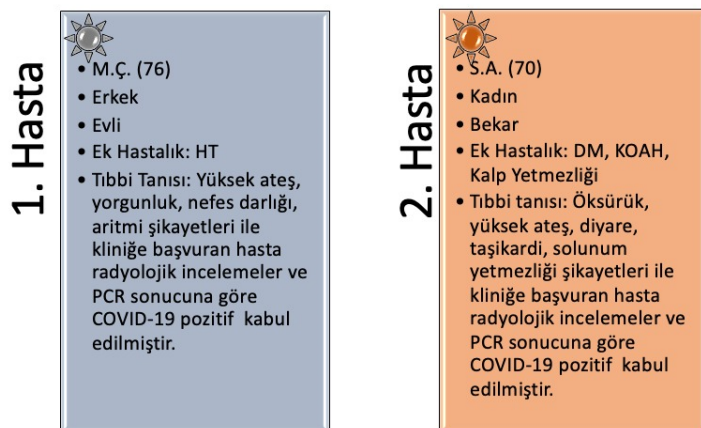 1. Hasta
• M.Ç. (76)
• Erkek
• Evli
• Ek Hastalık: HT
• Tıbbi Tanısı: Yüksek ateş,
yorgunluk, nefes darlığı,
aritmi şikayetleri ile
kliniğe başvuran hasta
radyolojik incelemeler ve
PCR sonucuna göre
COVID-19 pozitif kabul
edilmiştir.
2. Hasta
• S.A. (70)
• Kadın
• Bekar
• Ek Hastalık: DM, KOAH,
Kalp Yetmezliği
• Tıbbi tanısı: Öksürük,
yüksek ateş, diyare,
taşikardi, solunum
yetmezliği şikayetleri ile
kliniğe başvuran hasta
radyolojik incelemeler ve
PCR sonucuna göre
COVID-19 pozitif kabul
edilmiştir.